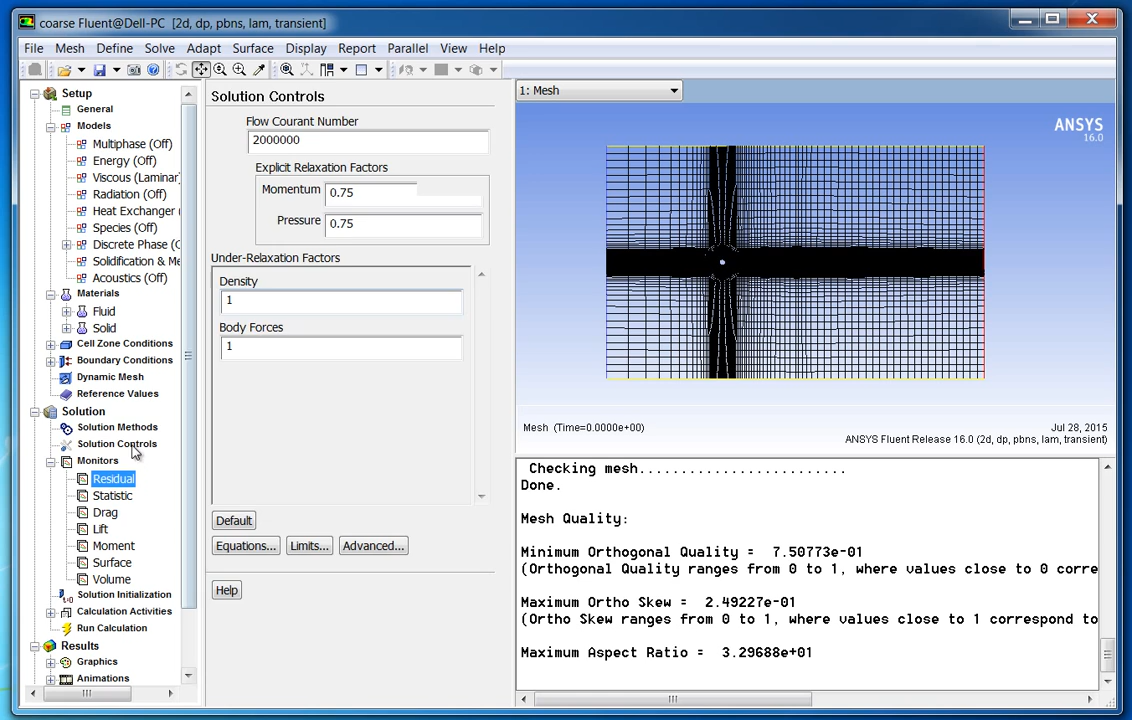 coarse Fluent@Dell-PC [2d, dp, pbns, lam, transient]
File Mesh Define Solve Adapt Surface Display Report Parallel View Help
Setup
General
Models
Multiphase (Off)
Energy (Off)
Viscous (Laminar
Radiation (Off)
Heat Exchanger (
Species (Off)
Discrete Phase (O
Solidification & Me
Acoustics (Off)
Materials
Fluid
Solid
Cell Zone Conditions
Boundary Conditions
Dynamic Mesh
Reference Values
Solution
Solution Methods
Solution Controls
Monitors
Residual
Statistic
Drag
Lift
Moment
Surface
Volume
Solution Initialization
Calculation Activities
Run Calculation
Results
Graphics
Animations
Solution Controls
Flow Courant Number
2000000
Explicit Relaxation Factors
Momentum 0.75
Pressure 0.75
Under-Relaxation Factors
Density
1
Body Forces
1
Default
Equations... Limits... Advanced...
Help
1: Mesh
ANSYS
16.0
Mesh (Time=0.0000e+00)
Jul 28, 2015
ANSYS Fluent Release 16.0 (2d, dp, pbns, lam, transient)
Checking mesh.........................
Done.
Mesh Quality:
Minimum Orthogonal Quality = 7.50773e-01
(Orthogonal Quality ranges from 0 to 1, where values close to 0 corre
Maximum Ortho Skew = 2.49227e-01
(Ortho Skew ranges from 0 to 1, where values close to 1 correspond to
Maximum Aspect Ratio = 3.29688e+01